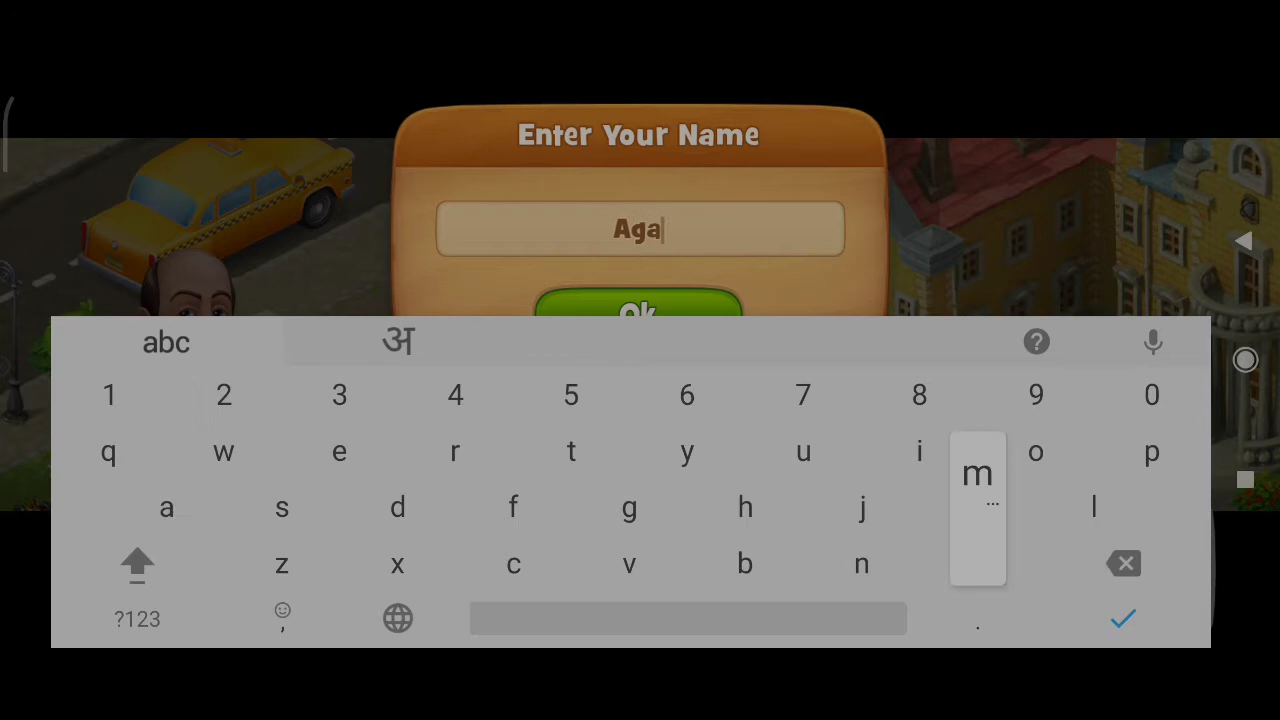 Enter Your Name
Aga
Ok
abc अ ?
1 2 3 4 5 6 7 8 9 0
q w e r t y u i o p
m
...
a s d f g h j l
z x c v b n
?123 , .